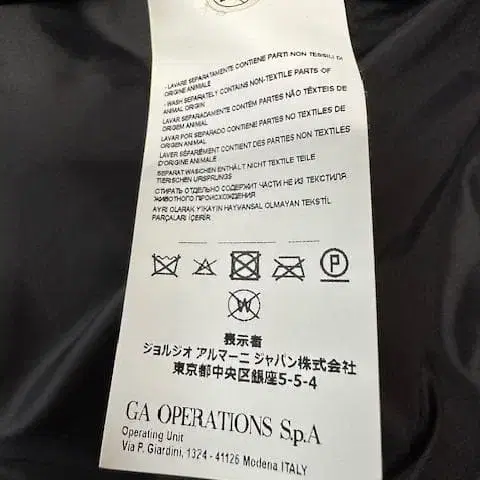 - LAVARE SEPARATAMENTE CONTIENE PARTI NON TESSILI DI
ORIGINE ANIMALE
- WASH SEPARATELY CONTAINS NON-TEXTILE PARTS OF
ANIMAL ORIGIN
LAVAR SEPARADAMENTE CONTÉM PARTES NÃO TÊXTEIS DE
ORIGEM ANIMAL
LAVAR POR SEPARADO CONTIENE PARTES NO TEXTILES DE
ORIGEN ANIMAL
LAVER SÉPARÉMENT CONTIENT DES PARTIES NON TEXTILES
D'ORIGINE ANIMALE
SEPARAT WASCHEN ENTHÄLT NICHT TEXTILE TEILE
TIERISCHEN URSPRUNGS
СТИРАТЬ ОТДЕЛЬНО СОДЕРЖИТ ЧАСТИ НЕ ИЗ ТЕКСТИЛЯ
ЖИВОТНОГО ПРОИСХОЖДЕНИЯ
AYRI OLARAK YIKAYIN HAYVANSAL OLMAYAN TEKSTİL
PARÇALARI İÇERİR
P
W
表示者
ジョルジオ アルマーニ ジャパン株式会社
東京都中央区銀座5-5-4
GA OPERATIONS S.p.A
Operating Unit
Via P. Giardini, 1324 - 41126 Modena ITALY